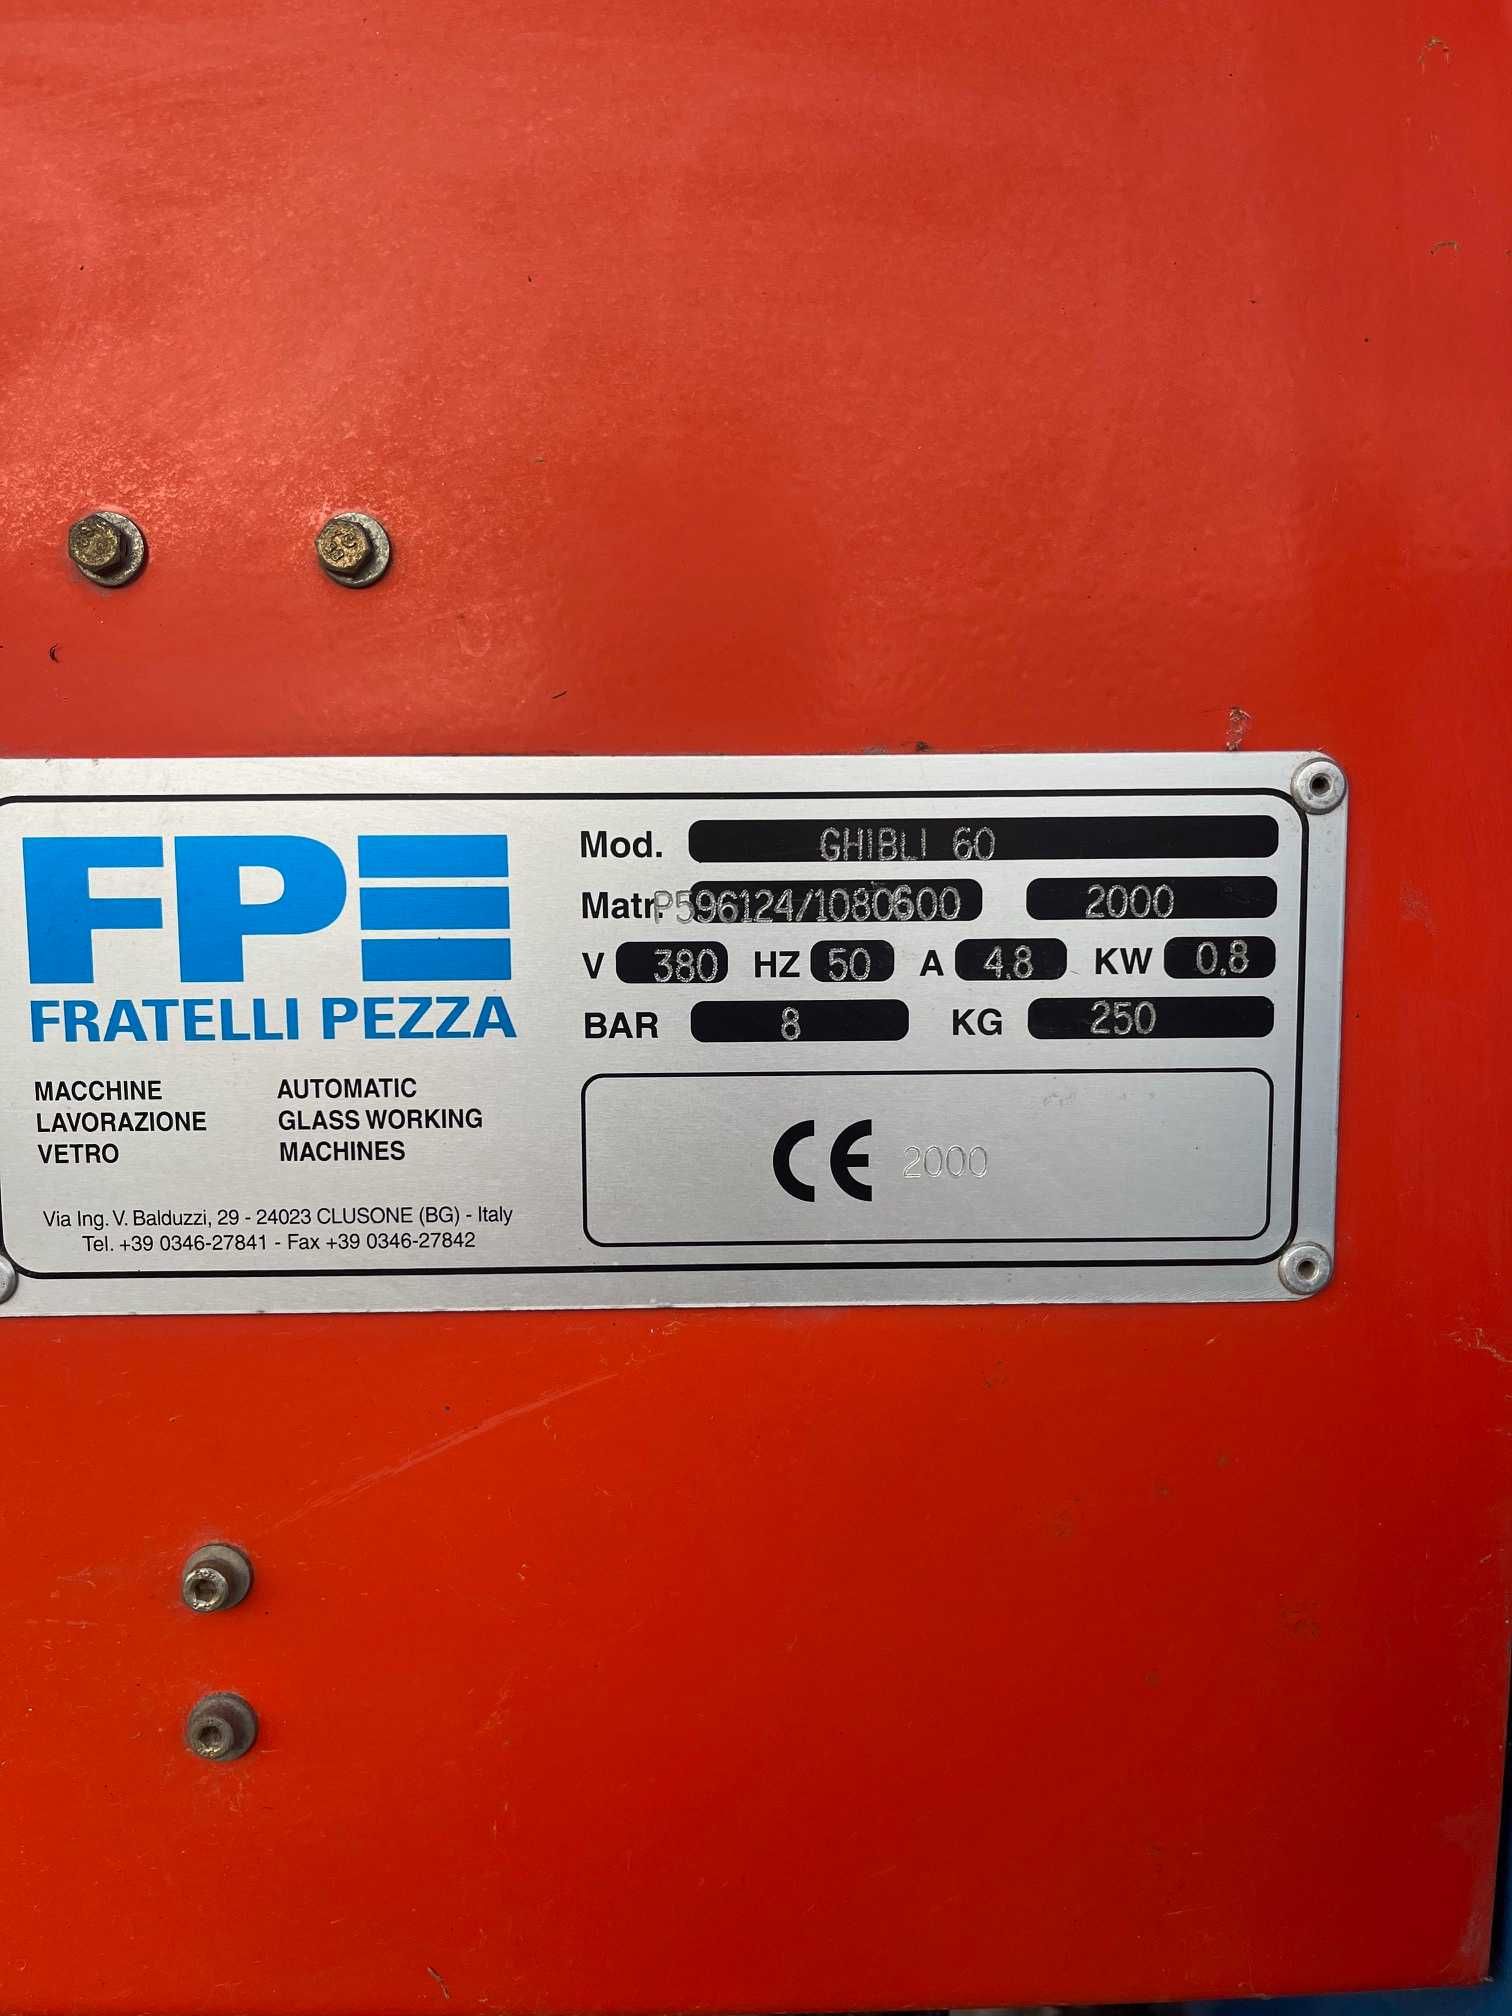 FP
FRATELLI PEZZA
MACCHINE
LAVORAZIONE
VETRO
AUTOMATIC
GLASS WORKING
MACHINES
Via Ing. V. Balduzzi, 29 - 24023 CLUSONE (BG) - Italy
Tel. +39 0346-27841 - Fax +39 0346-27842
Mod. GHIBLI 60
Matr. P596124/1080600 2000
V 380 HZ 50 A 4.8 KW 0.8
BAR 8 KG 250
CE 2000